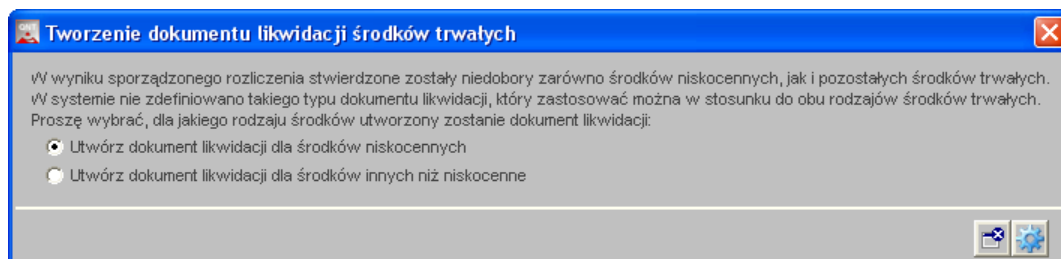 QNT Tworzenie dokumentu likwidacji środków trwałych
W wyniku sporządzonego rozliczenia stwierdzone zostały niedobory zarówno środków niskocennych, jak i pozostałych środków trwałych.
W systemie nie zdefiniowano takiego typu dokumentu likwidacji, który zastosować można w stosunku do obu rodzajów środków trwałych.
Proszę wybrać, dla jakiego rodzaju środków utworzony zostanie dokument likwidacji:
Utwórz dokument likwidacji dla środków niskocennych
Utwórz dokument likwidacji dla środków innych niż niskocenne